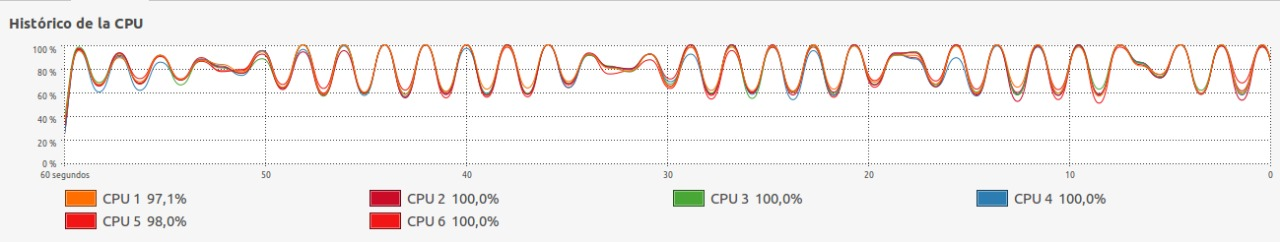 Histórico de la CPU
100 %
80 %
60 %
40 %
20 %
0 %
60 segundos 50 40 30 20 10 0
CPU 1 97,1% CPU 2 100,0% CPU 3 100,0% CPU 4 100,0%
CPU 5 98,0% CPU 6 100,0%